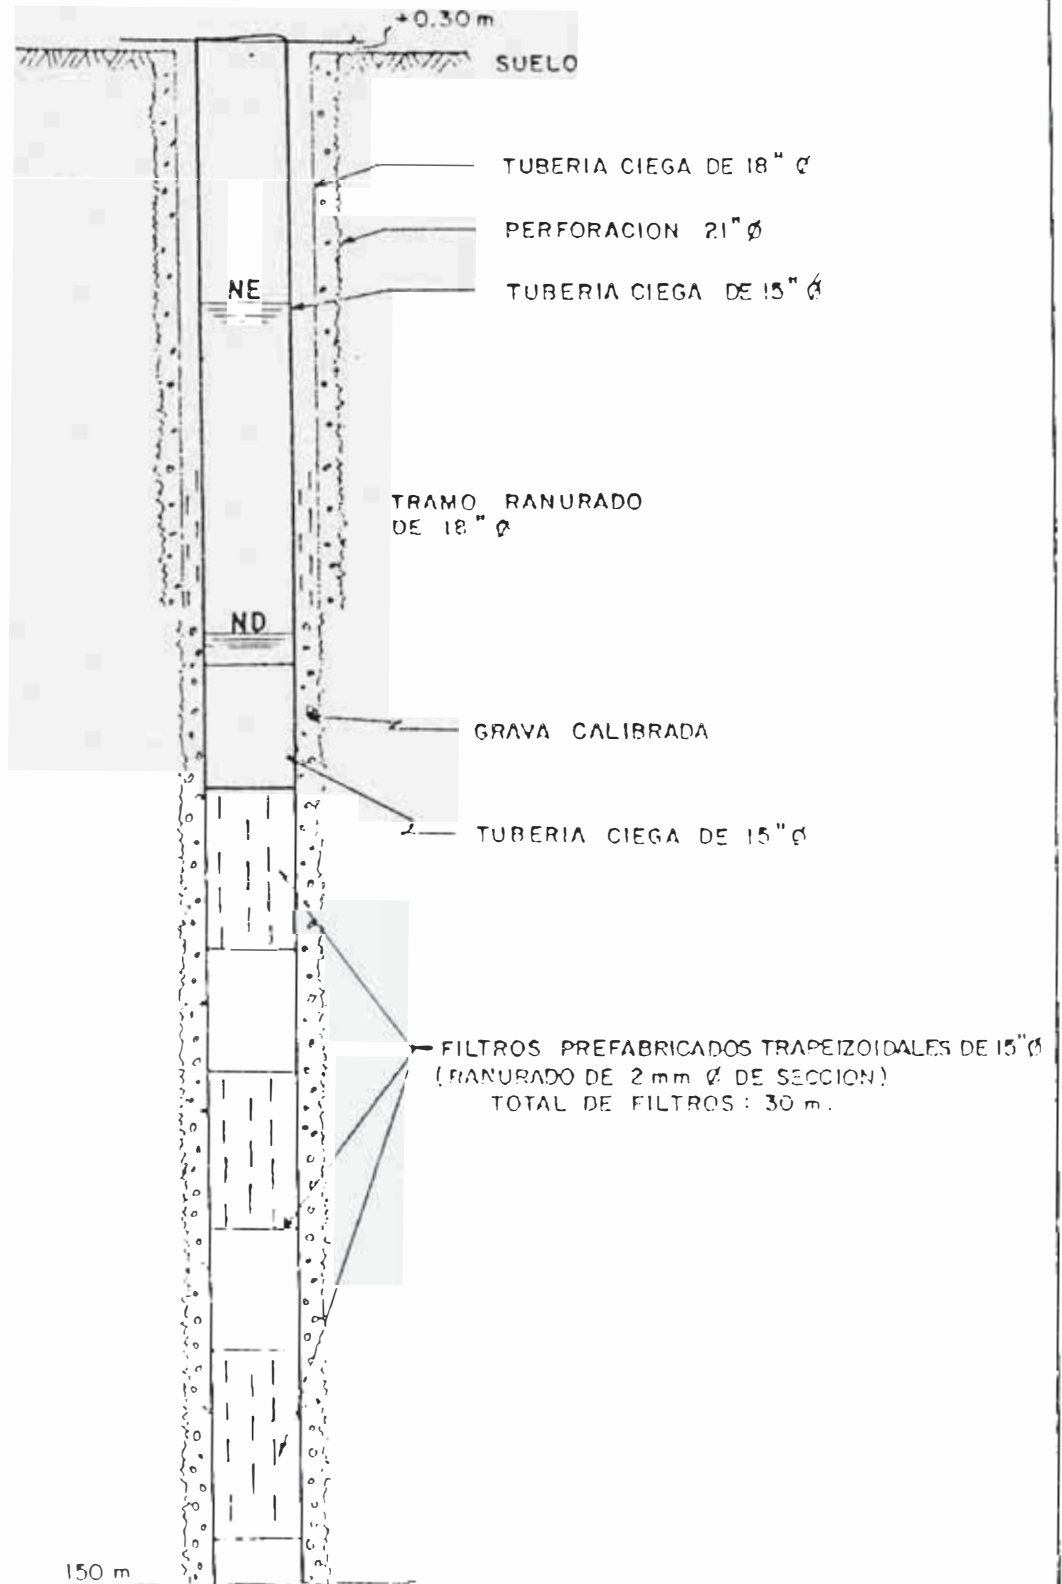 +0.30 m
SUELO
TUBERIA CIEGA DE 18" Ø
PERFORACION 21" Ø
NE
TUBERIA CIEGA DE 15" Ø
TRAMO RANURADO
DE 18" Ø
ND
GRAVA CALIBRADA
TUBERIA CIEGA DE 15" Ø
FILTROS PREFABRICADOS TRAPEIZOIDALES DE 15" Ø
(RANURADO DE 2 mm Ø DE SECCION)
TOTAL DE FILTROS : 30 m.
150 m